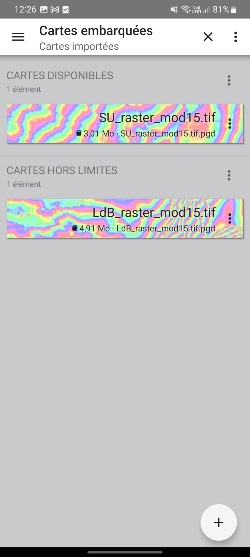 12:26 81%
Cartes embarquées
Cartes importées
CARTES DISPONIBLES
1 élément
SU_raster_mod15.tif
3,01 Mo - SU_raster_mod15.tif.pgd
CARTES HORS LIMITES
1 élément
LdB_raster_mod15.tif
4,91 Mo - LdB_raster_mod15.tif.pgd